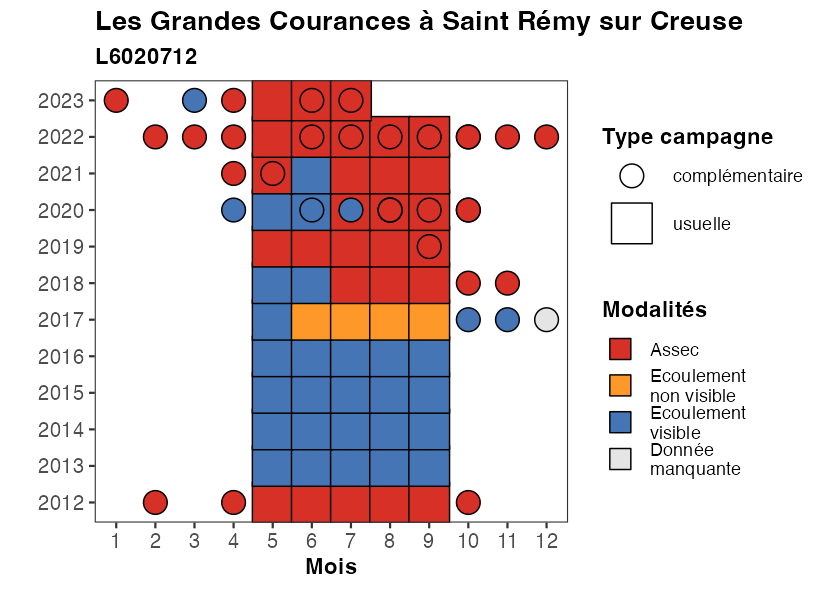 Les Grandes Courances à Saint Rémy sur Creuse
L6020712
2023
2022
2021
2020
2019
2018
2017
2016
2015
2014
2013
2012
1 2 3 4 5 6 7 8 9 10 11 12
Mois
Type campagne
complémentaire
usuelle
Modalités
Assec
Ecoulement
non visible
Ecoulement
visible
Donnée
manquante